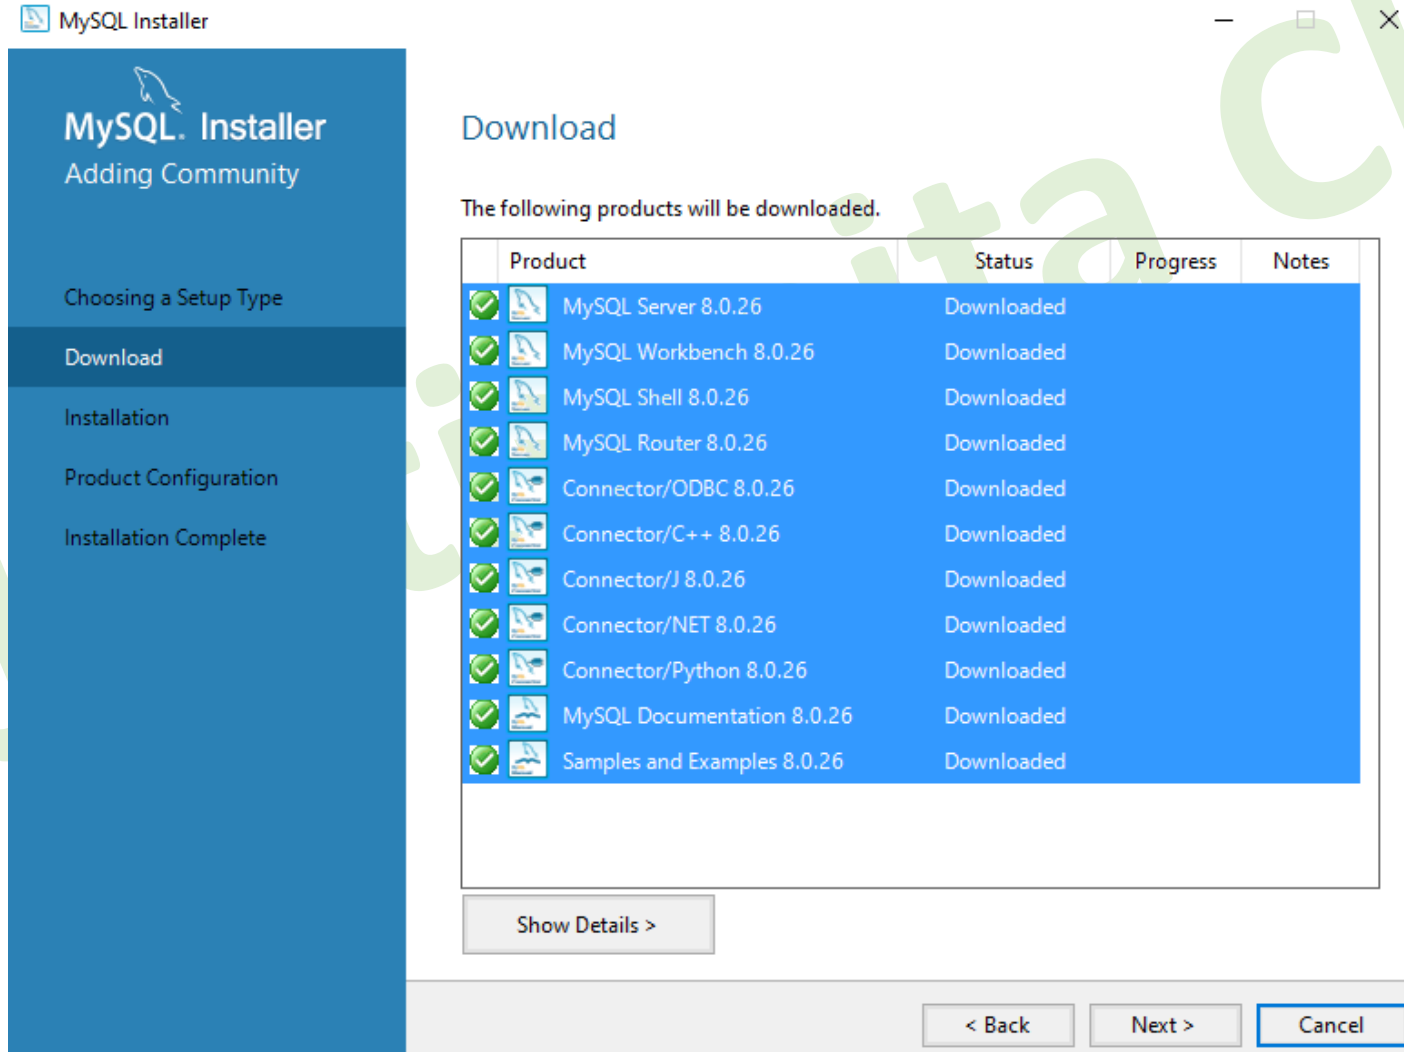 MySQL Installer
MySQL. Installer
Adding Community
Choosing a Setup Type
Download
Installation
Product Configuration
Installation Complete
Download
The following products will be downloaded.
Product Status Progress Notes
MySQL Server 8.0.26 Downloaded
MySQL Workbench 8.0.26 Downloaded
MySQL Shell 8.0.26 Downloaded
MySQL Router 8.0.26 Downloaded
Connector/ODBC 8.0.26 Downloaded
Connector/C++ 8.0.26 Downloaded
Connector/J 8.0.26 Downloaded
Connector/NET 8.0.26 Downloaded
Connector/Python 8.0.26 Downloaded
MySQL Documentation 8.0.26 Downloaded
Samples and Examples 8.0.26 Downloaded
Show Details >
< Back Next > Cancel